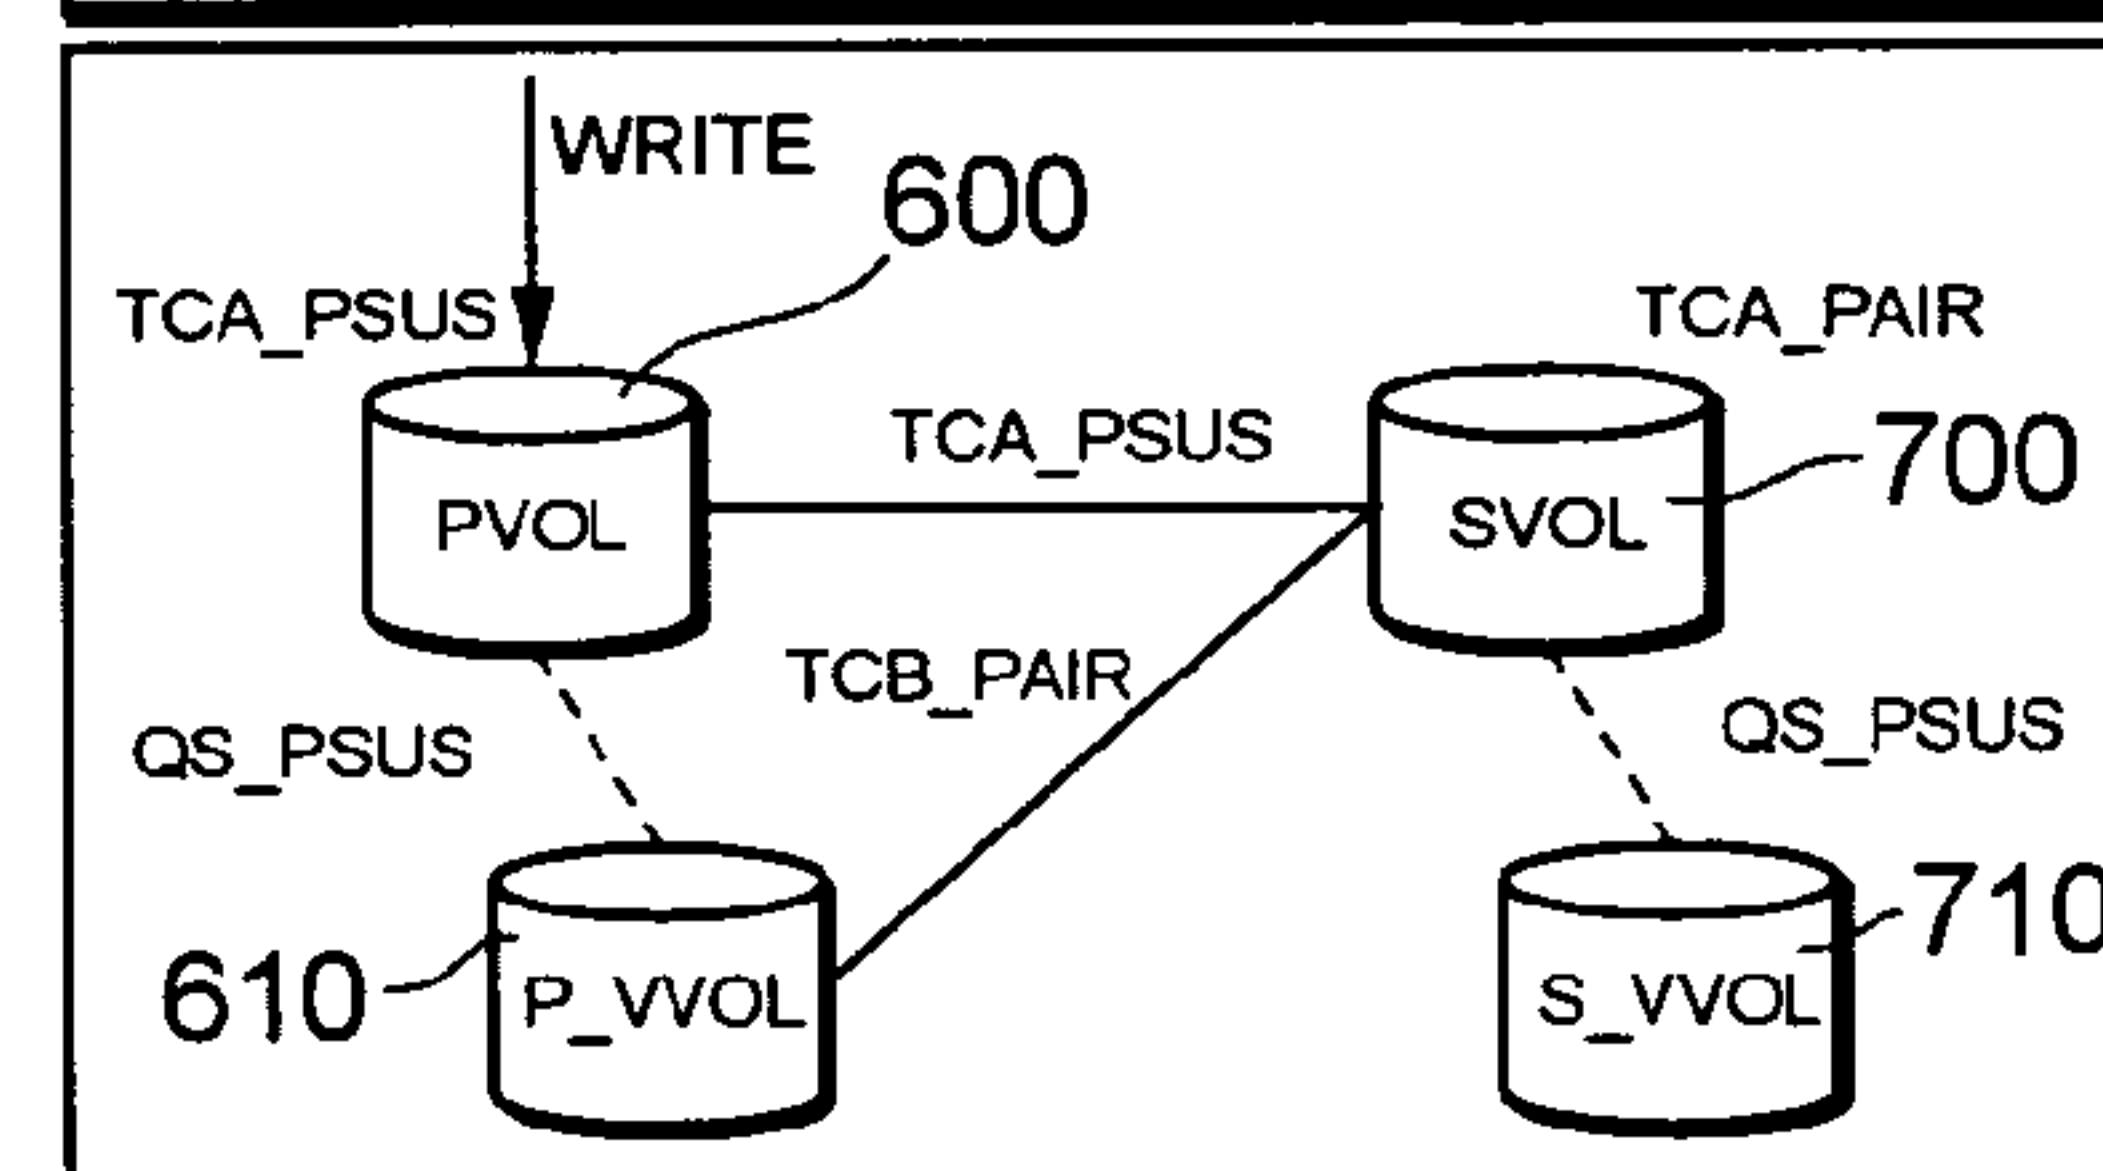 WRITE
600
TCA_PSUS
TCA_PAIR
TCA_PSUS
700
PVOL
SVOL
TCB_PAIR
QS_PSUS
QS_PSUS
710
610
P_VVOL
S_VVOL